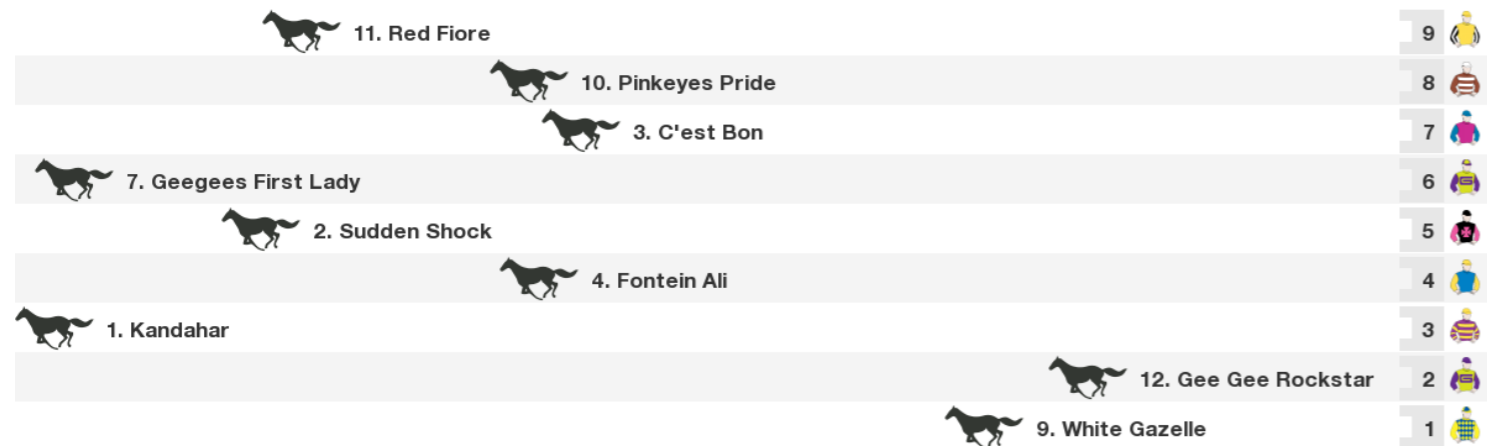 11. Red Fiore 9
10. Pinkeyes Pride 8
3. C'est Bon 7
7. Geegees First Lady 6
2. Sudden Shock 5
4. Fontein Ali 4
1. Kandahar 3
12. Gee Gee Rockstar 2
9. White Gazelle 1